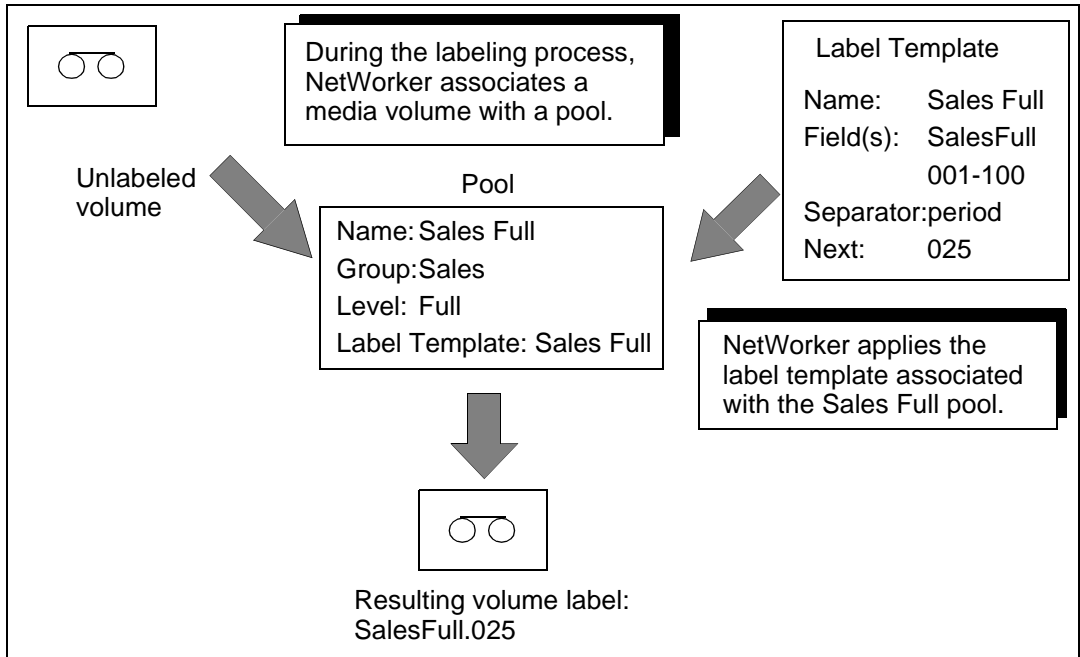 During the labeling process,
NetWorker associates a
media volume with a pool.
Label Template
Name: Sales Full
Field(s): SalesFull
001-100
Separator:period
Next: 025
Unlabeled
volume
Pool
Name: Sales Full
Group:Sales
Level: Full
Label Template: Sales Full
NetWorker applies the
label template associated
with the Sales Full pool.
Resulting volume label:
SalesFull.025